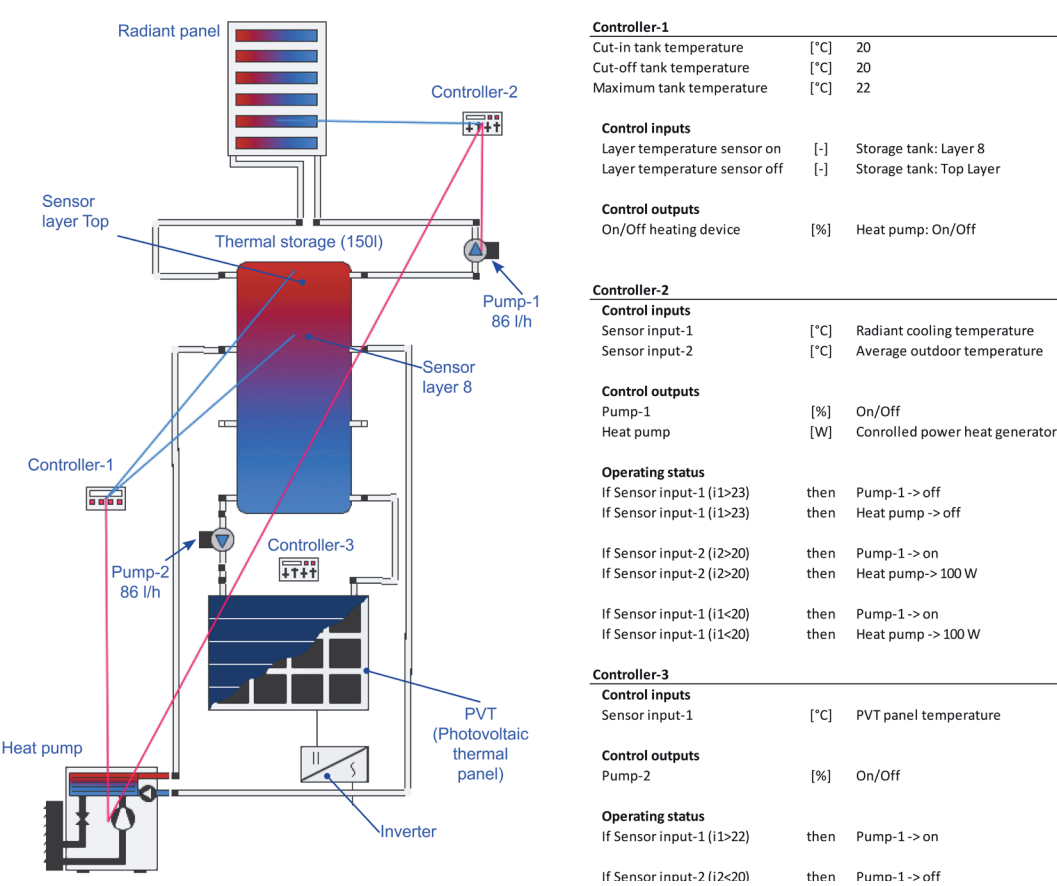 Radiant panel
Controller-2
Sensor
layer Top
Thermal storage (150l)
Pump-1
86 l/h
Sensor
layer 8
Controller-1
Controller-3
Pump-2
86 l/h
PVT
(Photovoltaic
thermal
panel)
Heat pump
Inverter
Controller-1
Cut-in tank temperature [°C] 20
Cut-off tank temperature [°C] 20
Maximum tank temperature [°C] 22
Control inputs
Layer temperature sensor on [-] Storage tank: Layer 8
Layer temperature sensor off [-] Storage tank: Top Layer
Control outputs
On/Off heating device [%] Heat pump: On/Off
Controller-2
Control inputs
Sensor input-1 [°C] Radiant cooling temperature
Sensor input-2 [°C] Average outdoor temperature
Control outputs
Pump-1 [%] On/Off
Heat pump [W] Conrolled power heat generator
Operating status
If Sensor input-1 (i1>23) then Pump-1 -> off
If Sensor input-1 (i1>23) then Heat pump -> off
If Sensor input-2 (i2>20) then Pump-1 -> on
If Sensor input-2 (i2>20) then Heat pump-> 100 W
If Sensor input-1 (i1<20) then Pump-1 -> on
If Sensor input-1 (i1<20) then Heat pump -> 100 W
Controller-3
Control inputs
Sensor input-1 [°C] PVT panel temperature
Control outputs
Pump-2 [%] On/Off
Operating status
If Sensor input-1 (i1>22) then Pump-1 -> on
If Sensor input-2 (i2<20) then Pump-1 -> off